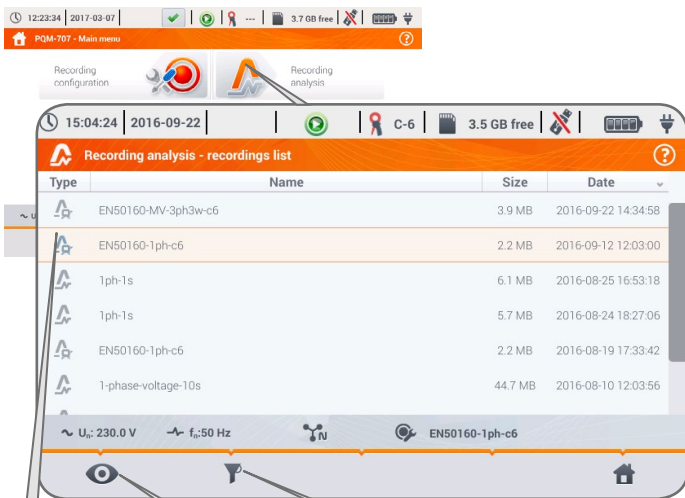 12:23:34 2017-03-07 --- 3.7 GB free
PQM-707 - Main menu ?
Recording
configuration
Recording
analysis
15:04:24 2016-09-22 C-6 3.5 GB free
Recording analysis - recordings list ?
Type Name Size Date
EN50160-MV-3ph3w-c6 3.9 MB 2016-09-22 14:34:58
EN50160-1ph-c6 2.2 MB 2016-09-12 12:03:00
1ph-1s 6.1 MB 2016-08-25 16:53:18
1ph-1s 5.7 MB 2016-08-24 18:27:06
EN50160-1ph-c6 2.2 MB 2016-08-19 17:33:42
1-phase-voltage-10s 44.7 MB 2016-08-10 12:03:56
~ U
~ Uₙ: 230.0 V fₙ:50 Hz N EN50160-1ph-c6